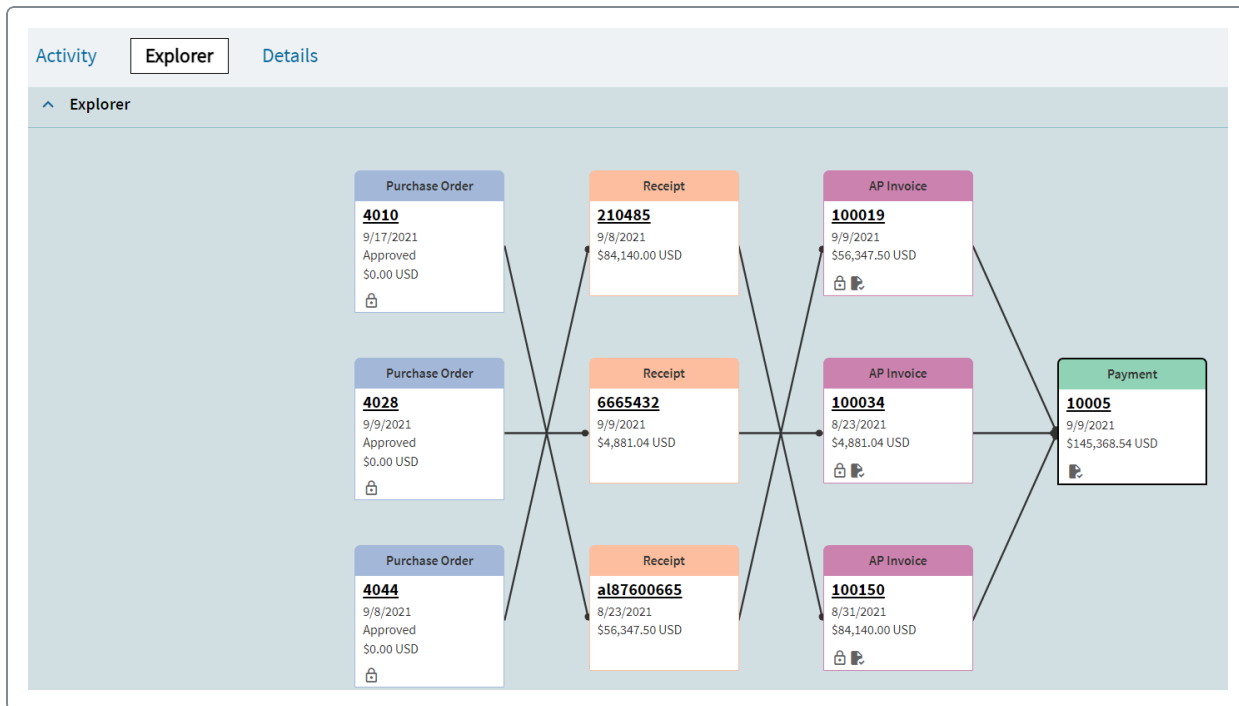 Activity Explorer Details
Explorer
Purchase Order
4010
9/17/2021
Approved
$0.00 USD
Receipt
210485
9/8/2021
$84,140.00 USD
AP Invoice
100019
9/9/2021
$56,347.50 USD
Purchase Order
4028
9/9/2021
Approved
$0.00 USD
Receipt
6665432
9/9/2021
$4,881.04 USD
AP Invoice
100034
8/23/2021
$4,881.04 USD
Payment
10005
9/9/2021
$145,368.54 USD
Purchase Order
4044
9/8/2021
Approved
$0.00 USD
Receipt
al87600665
8/23/2021
$56,347.50 USD
AP Invoice
100150
8/31/2021
$84,140.00 USD